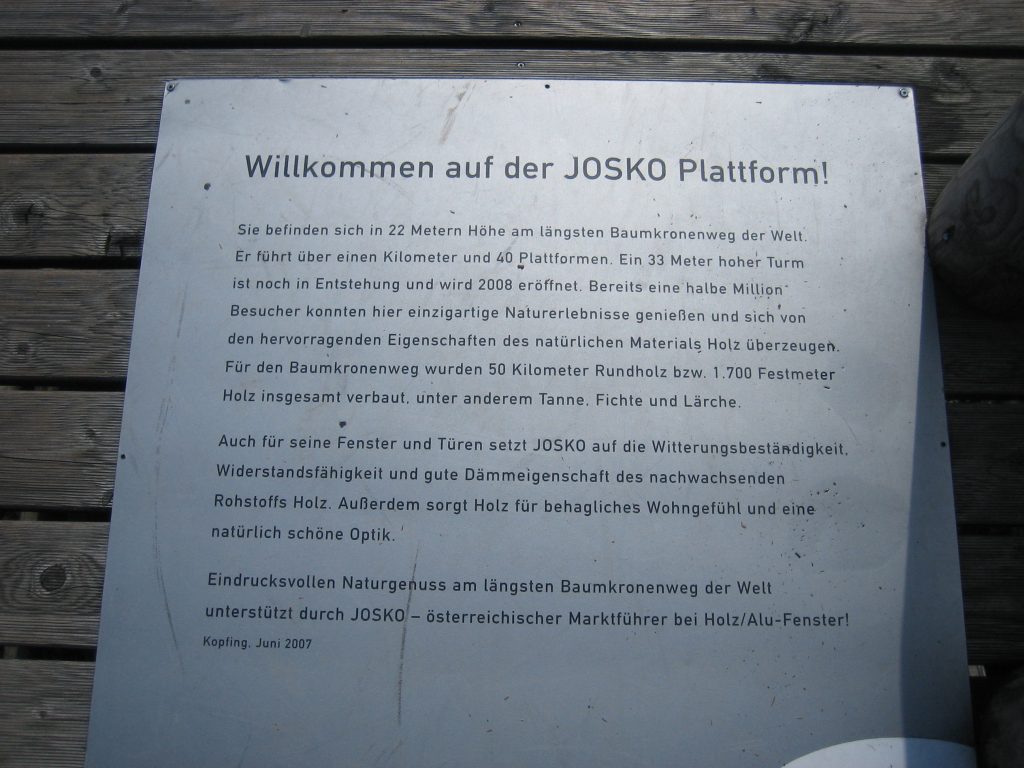 Willkommen auf der JOSKO Plattform!
Sie befinden sich in 22 Metern Höhe am längsten Baumkronenweg der Welt.
Er führt über einen Kilometer und 40 Plattformen. Ein 33 Meter hoher Turm
ist noch in Entstehung und wird 2008 eröffnet. Bereits eine halbe Million
Besucher konnten hier einzigartige Naturerlebnisse genießen und sich von
den hervorragenden Eigenschaften des natürlichen Materials Holz überzeugen.
Für den Baumkronenweg wurden 50 Kilometer Rundholz bzw. 1.700 Festmeter
Holz insgesamt verbaut, unter anderem Tanne, Fichte und Lärche.
Auch für seine Fenster und Türen setzt JOSKO auf die Witterungsbeständigkeit,
Widerstandsfähigkeit und gute Dämmeigenschaft des nachwachsenden
Rohstoffs Holz. Außerdem sorgt Holz für behagliches Wohngefühl und eine
natürlich schöne Optik.
Eindrucksvollen Naturgenuss am längsten Baumkronenweg der Welt
unterstützt durch JOSKO – österreichischer Marktführer bei Holz/Alu-Fenster!
Kopfing, Juni 2007